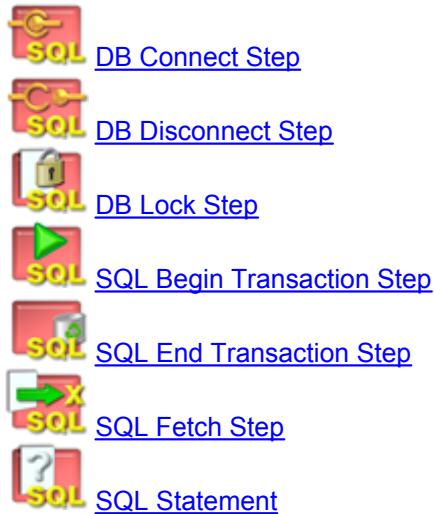 SQL DB Connect Step
SQL DB Disconnect Step
SQL DB Lock Step
SQL SQL Begin Transaction Step
SQL SQL End Transaction Step
X
SQL SQL Fetch Step
?
SQL SQL Statement